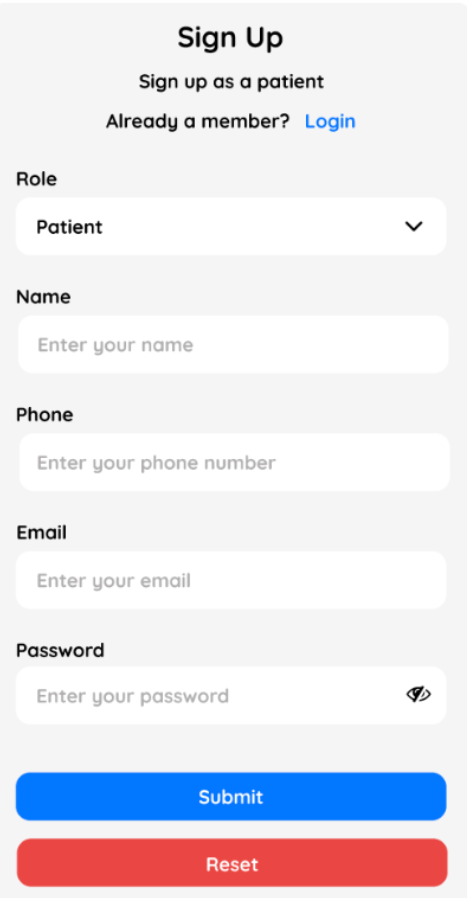 Sign Up
Sign up as a patient
Already a member? Login
Role
Patient
Name
Enter your name
Phone
Enter your phone number
Email
Enter your email
Password
Enter your password
Submit
Reset